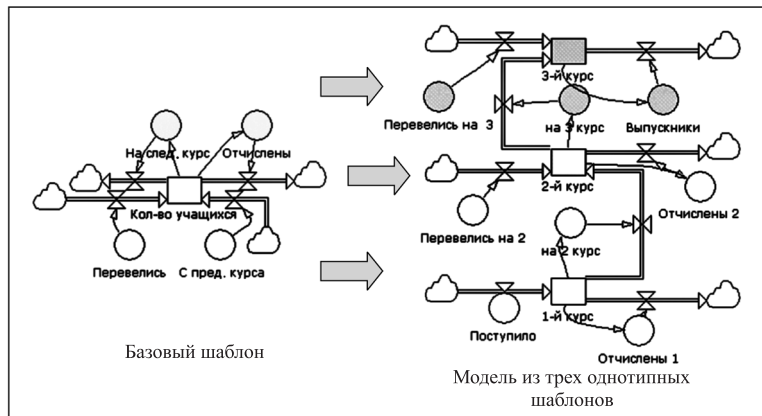 На след. курс
Отчислены
Кол-во учащихся
Перевелись
С пред. курса
Базовый шаблон
3-й курс
Перевелись на 3
на 3 курс
Выпускники
2-й курс
Перевелись на 2
Отчислены 2
на 2 курс
1-й курс
Поступило
Отчислены 1
Модель из трех однотипных
шаблонов